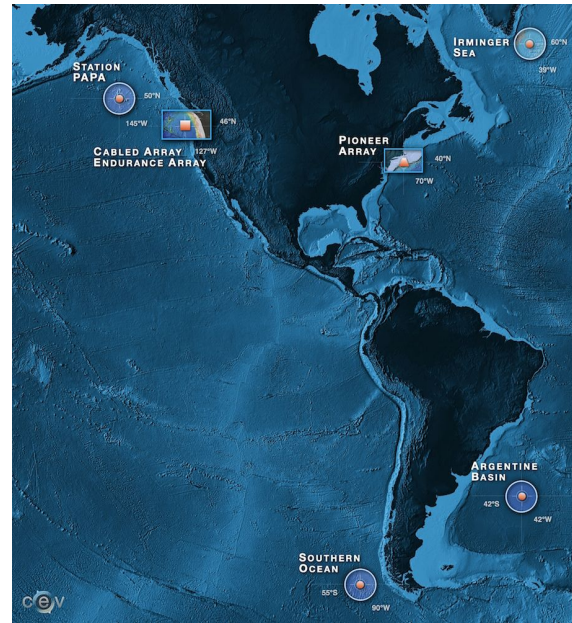 IRMINGER
SEA
60°N
39°W
STATION
PAPA
50°N
145°W
46°N
127°W
CABLED ARRAY
ENDURANCE ARRAY
PIONEER
ARRAY
40°N
70°W
ARGENTINE
BASIN
42°S
42°W
SOUTHERN
OCEAN
55°S
90°W
cev